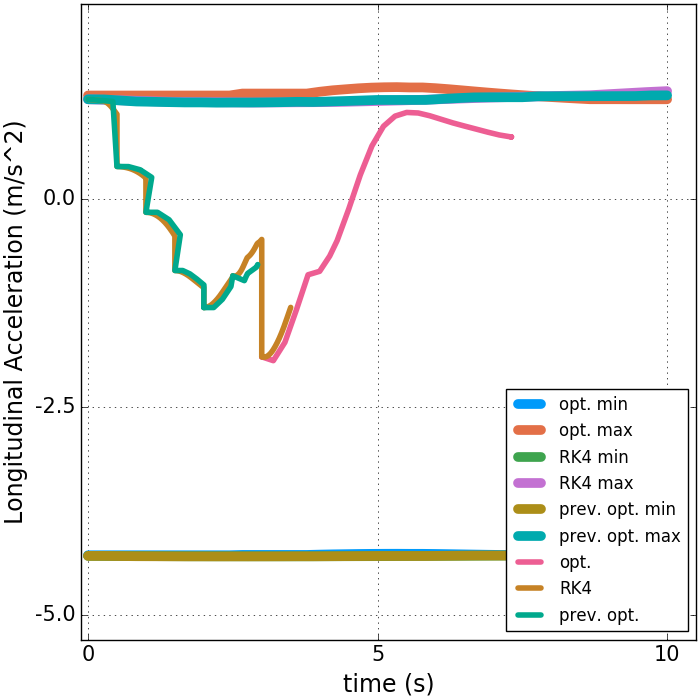 Longitudinal Acceleration (m/s^2)
0.0
-2.5
-5.0
opt. min
opt. max
RK4 min
RK4 max
prev. opt. min
prev. opt. max
opt.
RK4
prev. opt.
0 5 10
time (s)